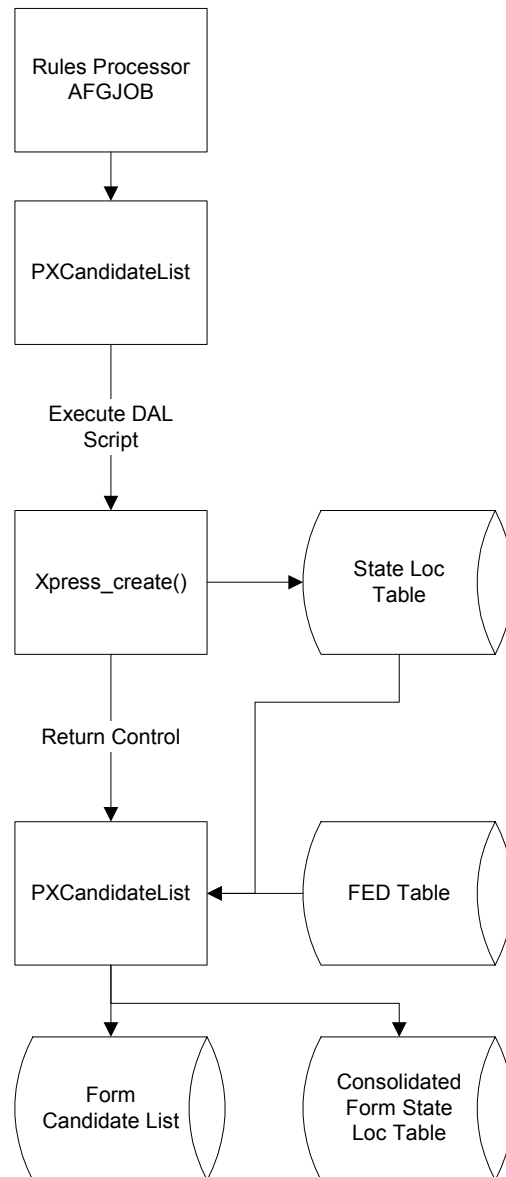 Rules Processor
AFGJOB
PXCandidateList
Execute DAL
Script
Xpress_create()
State Loc
Table
Return Control
PXCandidateList
FED Table
Form
Candidate List
Consolidated
Form State
Loc Table